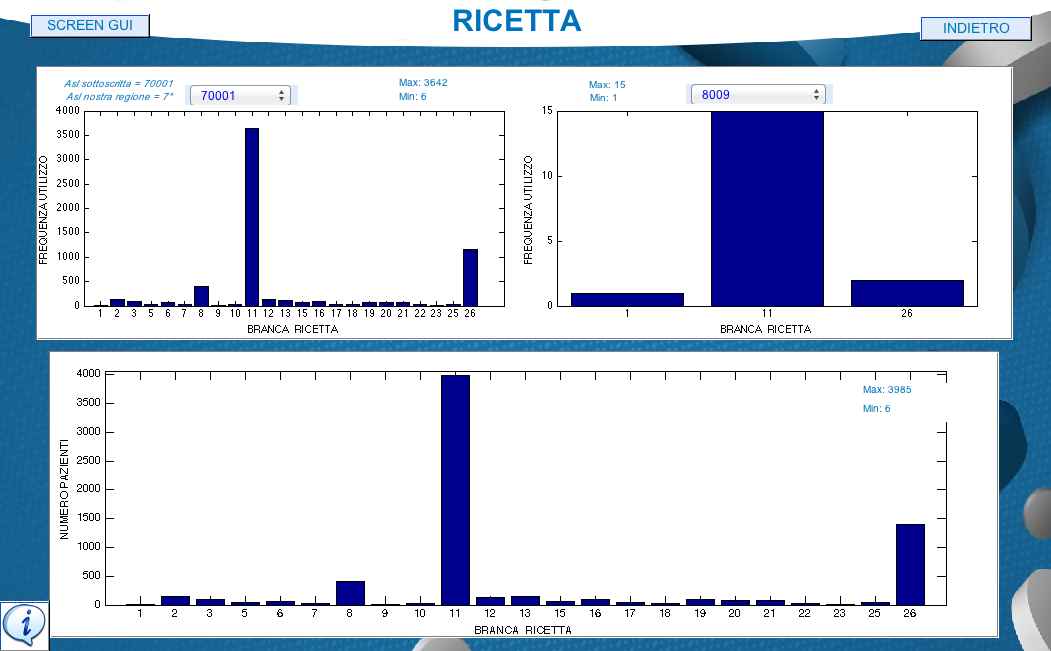 RICETTA
SCREEN GUI
INDIETRO
Asl sottoscritta = 70001
Asl nostra regione = 7*
70001
Max: 3642
Min: 6
4000
3500
3000
2500
2000
1500
1000
500
0
FREQUENZA UTILIZZO
1 2 3 5 6 7 8 9 10 11 12 13 15 16 17 18 19 20 21 22 23 25 26
BRANCA RICETTA
Max: 15
Min: 1
8009
15
10
5
0
FREQUENZA UTILIZZO
1 11 26
BRANCA RICETTA
Max: 3985
Min: 6
4000
3500
3000
2500
2000
1500
1000
500
0
NUMERO PAZIENTI
1 2 3 5 6 7 8 9 10 11 12 13 15 16 17 18 19 20 21 22 23 25 26
BRANCA RICETTA
i